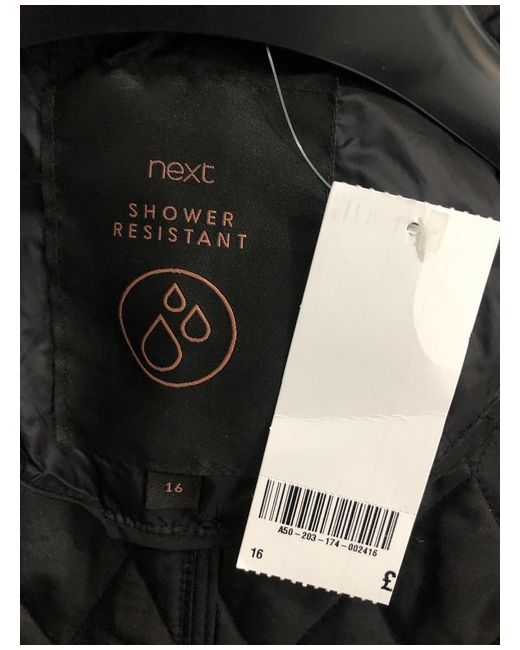 next
SHOWER
RESISTANT
16
A50-203-174-002416
16
£